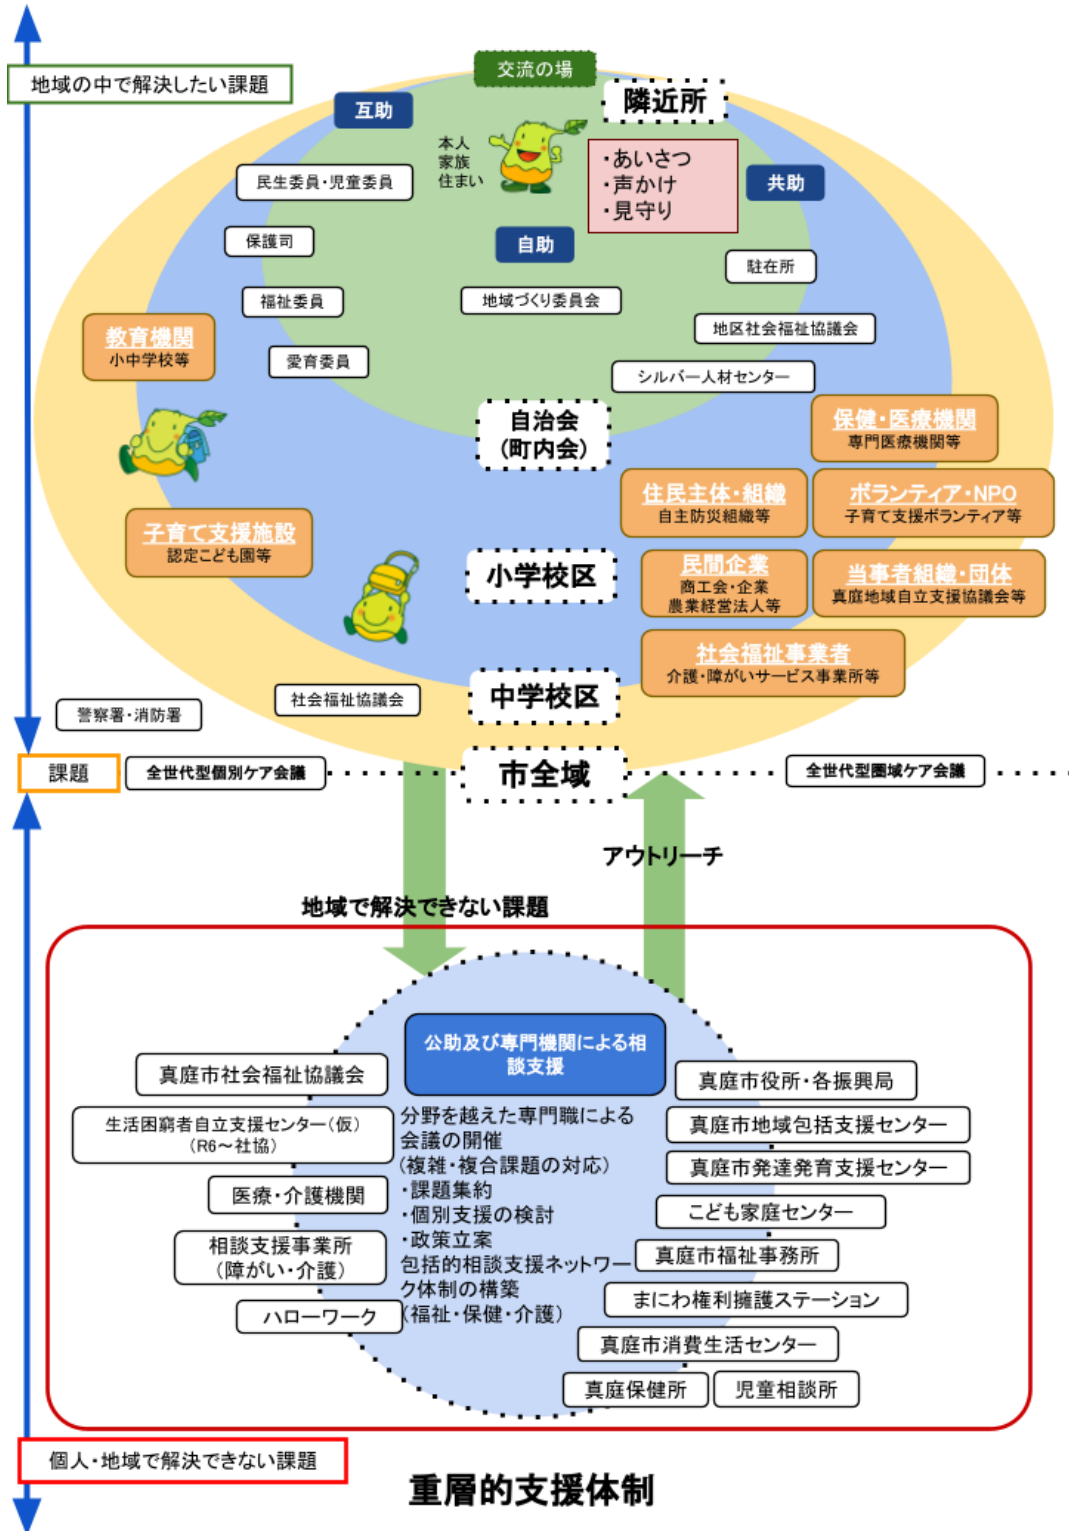 交流の場
地域の中で解決したい課題
隣近所
互助
本人
家族
住まい
・あいさつ
・声かけ
・見守り
民生委員・児童委員
共助
保護司
自助
駐在所
福祉委員
地域づくり委員会
地区社会福祉協議会
教育機関
小中学校等
愛育委員
シルバー人材センター
自治会
(町内会)
保健・医療機関
専門医療機関等
住民主体・組織
自主防災組織等
ボランティア・NPO
子育て支援ボランティア等
子育て支援施設
認定こども園等
小学校区
民間企業
商工会・企業
農業経営法人等
当事者組織・団体
真庭地域自立支援協議会等
社会福祉事業者
介護・障がいサービス事業所等
社会福祉協議会
中学校区
警察署・消防署
課題
全世代型個別ケア会議
市全域
全世代型圏域ケア会議
アウトリーチ
地域で解決できない課題
公助及び専門機関による相
談支援
真庭市社会福祉協議会
生活困窮者自立支援センター(仮)
(R6～社協)
医療・介護機関
相談支援事業所
(障がい・介護)
ハローワーク
分野を越えた専門職による
会議の開催
(複雑・複合課題の対応)
・課題集約
・個別支援の検討
・政策立案
包括的相談支援ネットワー
ク体制の構築
(福祉・保健・介護)
真庭市役所・各振興局
真庭市地域包括支援センター
真庭市発達発育支援センター
こども家庭センター
真庭市福祉事務所
まにわ権利擁護ステーション
真庭市消費生活センター
真庭保健所
児童相談所
個人・地域で解決できない課題
重層的支援体制